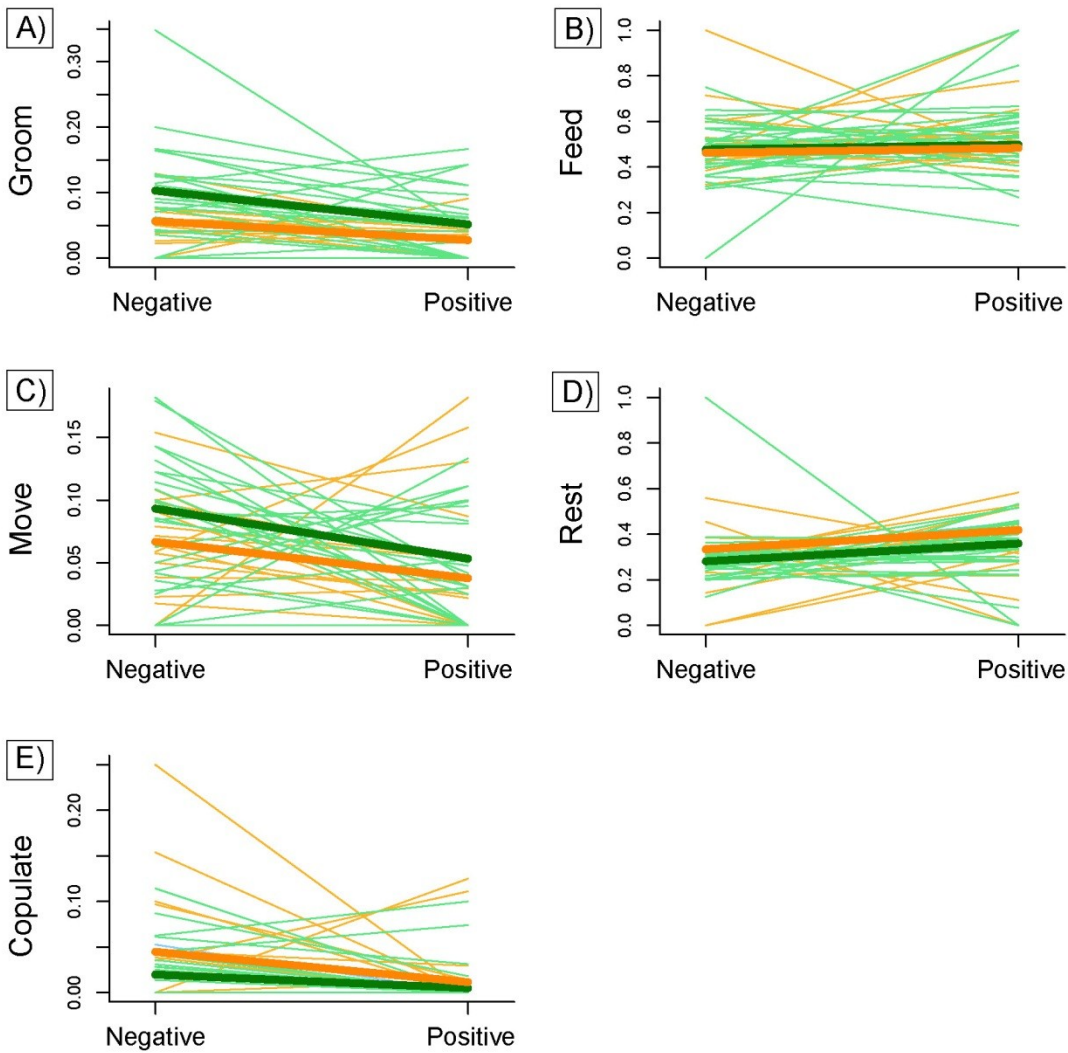 A)
Groom
0.30
0.20
0.10
0.00
Negative
Positive
B)
Feed
1.0
0.8
0.6
0.4
0.2
0.0
Negative
Positive
C)
Move
0.15
0.10
0.05
0.00
Negative
Positive
D)
Rest
1.0
0.8
0.6
0.4
0.2
0.0
Negative
Positive
E)
Copulate
0.20
0.10
0.00
Negative
Positive